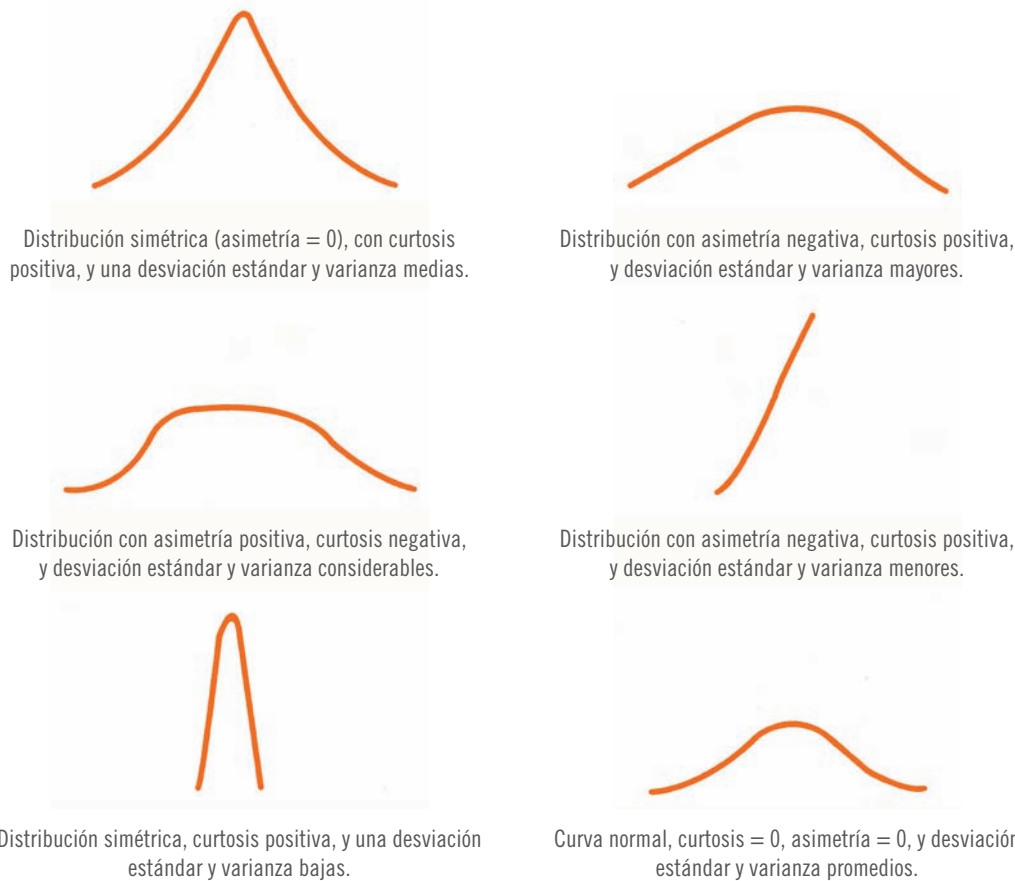 Distribución simétrica (asimetría = 0), con curtosis
positiva, y una desviación estándar y varianza medias.
Distribución con asimetría negativa, curtosis positiva,
y desviación estándar y varianza mayores.
Distribución con asimetría positiva, curtosis negativa,
y desviación estándar y varianza considerables.
Distribución con asimetría negativa, curtosis positiva,
y desviación estándar y varianza menores.
Distribución simétrica, curtosis positiva, y una desviación
estándar y varianza bajas.
Curva normal, curtosis = 0, asimetría = 0, y desviación
estándar y varianza promedios.